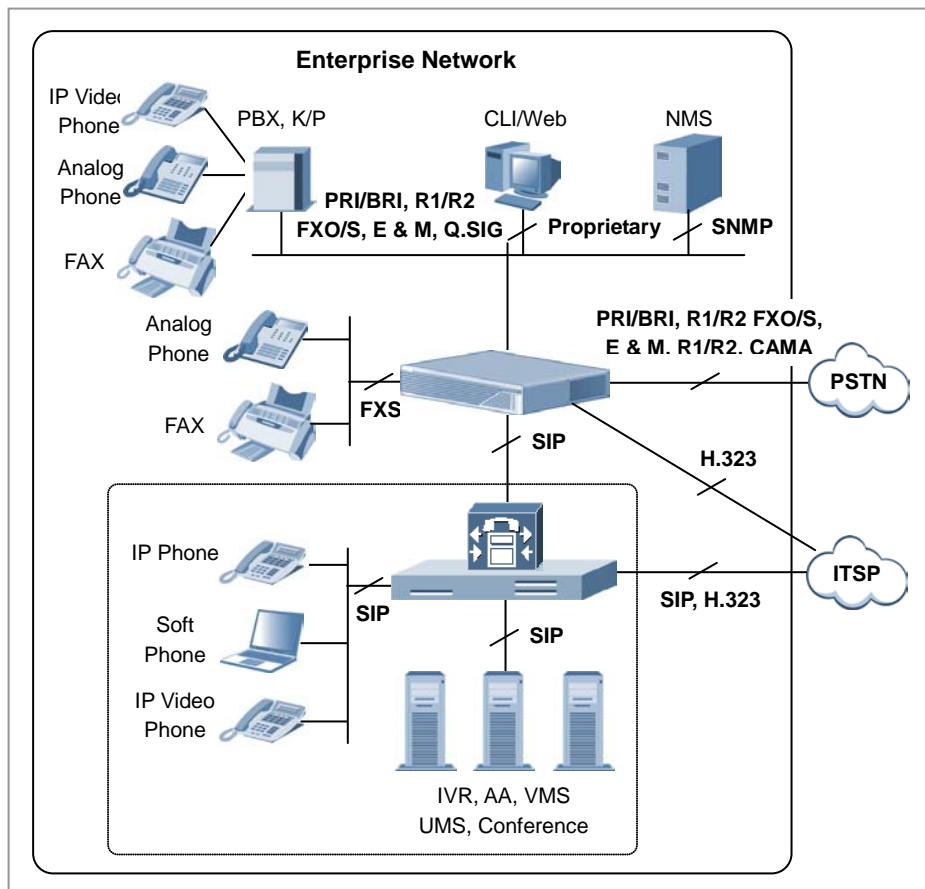 Enterprise Network
IP Video
Phone
PBX, K/P
CLI/Web
NMS
Analog
Phone
PRI/BRI, R1/R2
FXO/S, E & M, Q.SIG
Proprietary
SNMP
FAX
Analog
Phone
PRI/BRI, R1/R2 FXO/S,
E & M, R1/R2, CAMA
PSTN
FXS
FAX
SIP
H.323
IP Phone
ITSP
SIP
SIP, H.323
Soft
Phone
SIP
IP Video
Phone
IVR, AA, VMS
UMS, Conference